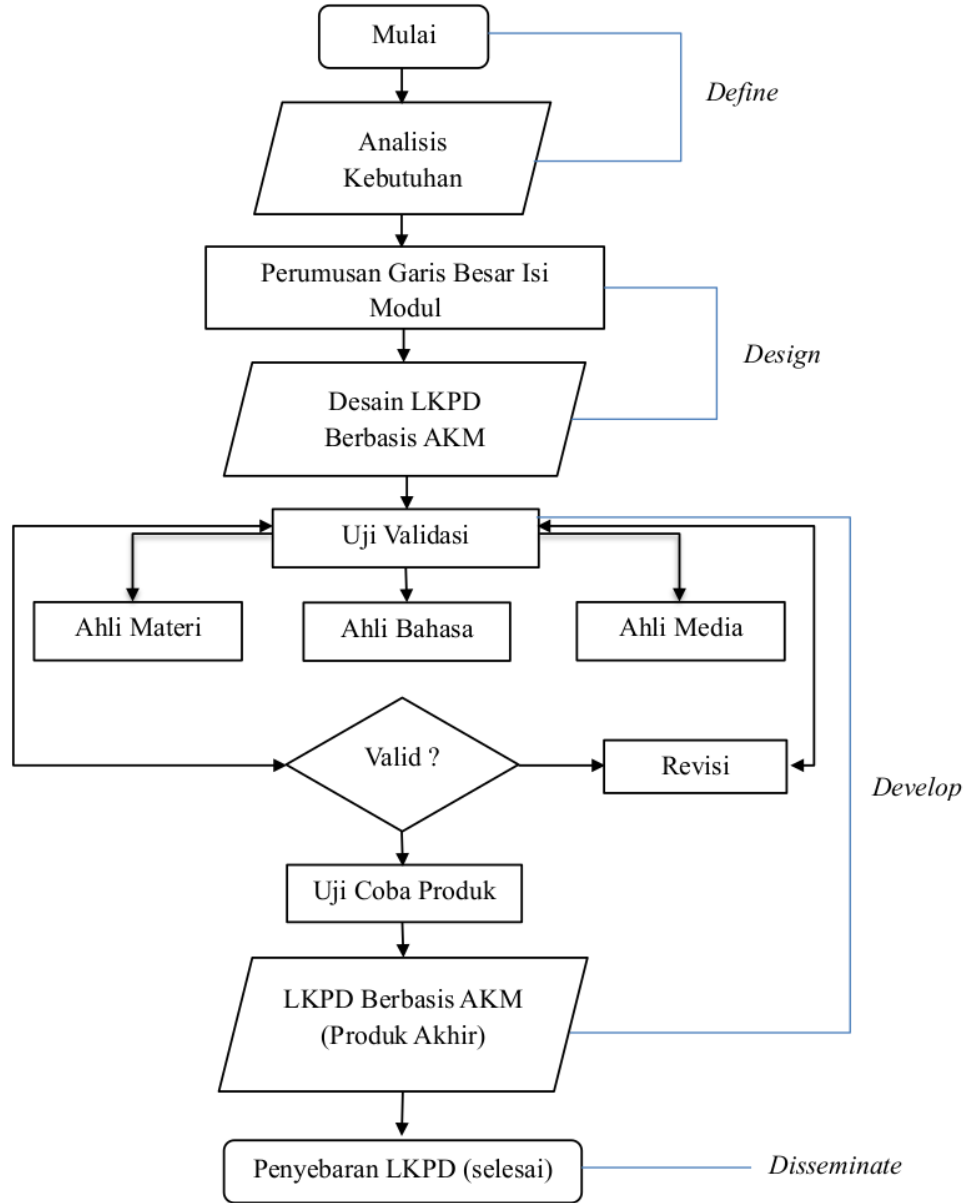 Mulai
Define
Analisis
Kebutuhan
Perumusan Garis Besar Isi
Modul
Design
Desain LKPD
Berbasis AKM
Uji Validasi
Ahli Materi
Ahli Bahasa
Ahli Media
Valid ?
Revisi
Develop
Uji Coba Produk
LKPD Berbasis AKM
(Produk Akhir)
Penyebaran LKPD (selesai)
Disseminate